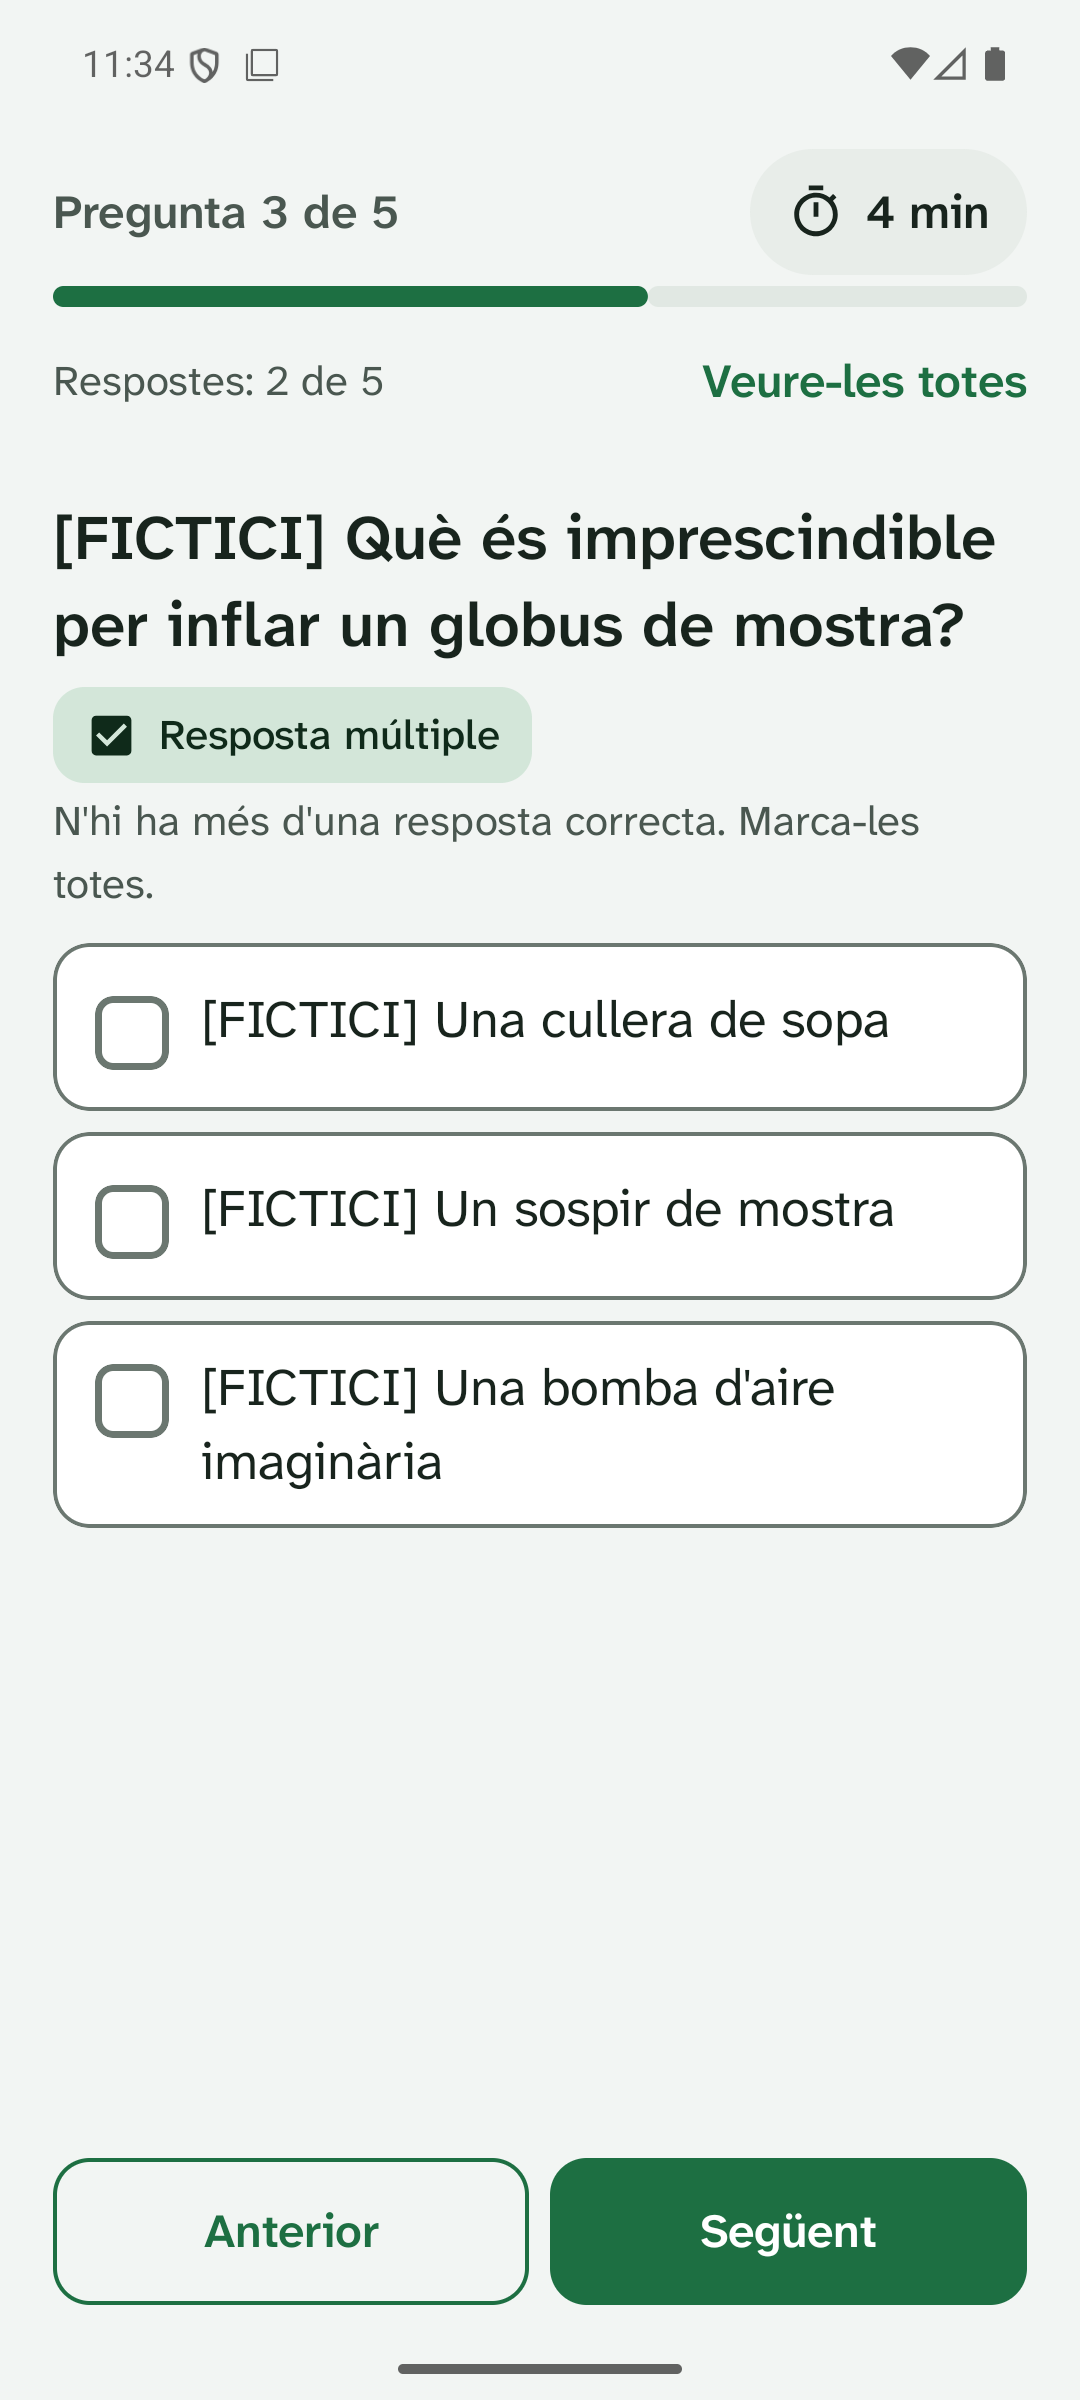 11:34
Pregunta 3 de 5
4 min
Respostes: 2 de 5
Veure-les totes
[FICTICI] Què és imprescindible
per inflar un globus de mostra?
Resposta múltiple
N'hi ha més d'una resposta correcta. Marca-les
totes.
[FICTICI] Una cullera de sopa
[FICTICI] Un sospir de mostra
[FICTICI] Una bomba d'aire
imaginària
Anterior
Següent